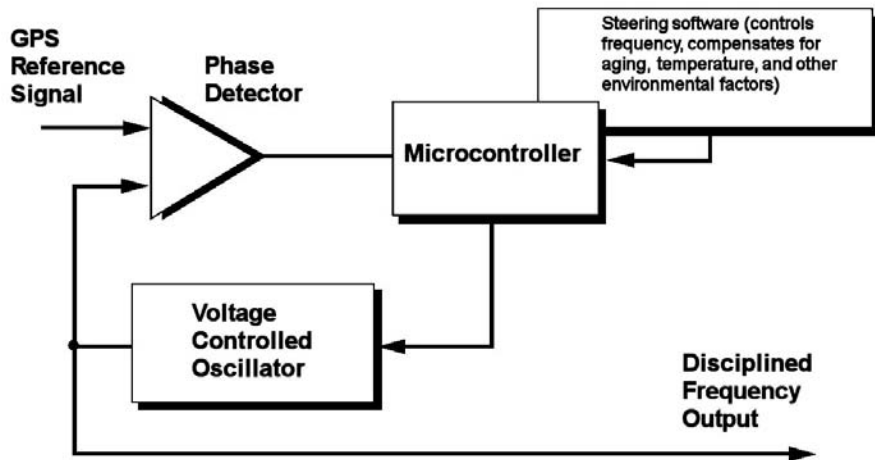 GPS
Reference
Signal
Phase
Detector
Steering software (controls
frequency, compensates for
aging, temperature, and other
environmental factors)
Microcontroller
Voltage
Controlled
Oscillator
Disciplined
Frequency
Output